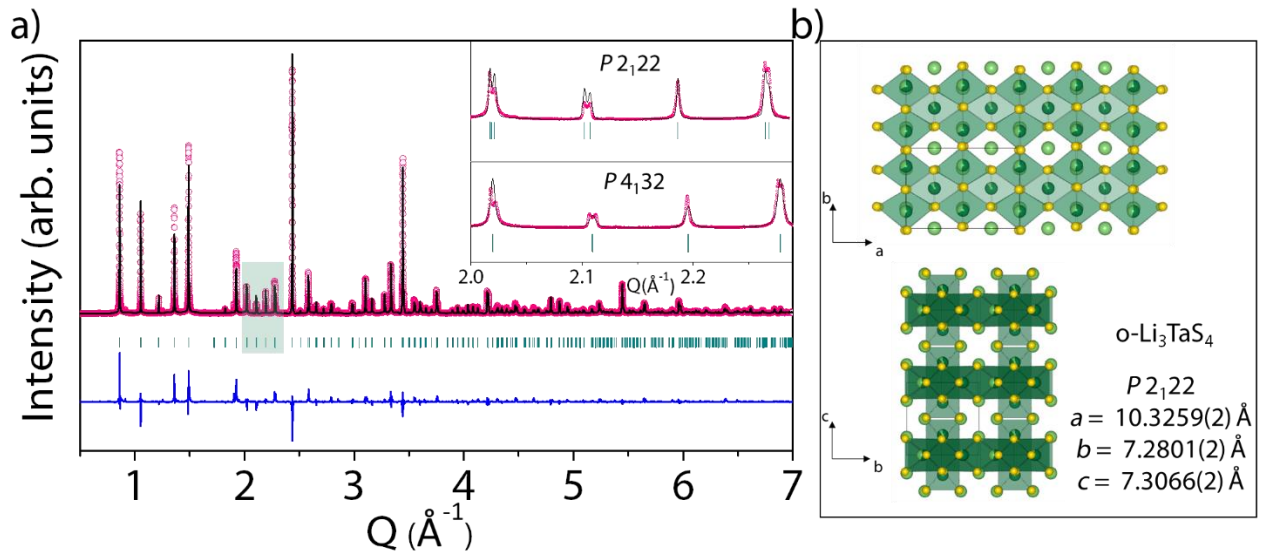 a)
Intensity (arb. units)
P 2₁22
P 4₁32
2.0 2.1 2.2
Q(Å⁻¹)
1 2 3 4 5 6 7
Q (Å⁻¹)
b)
b
a
c
b
o-Li₃TaS₄
P 2₁22
a = 10.3259(2) Å
b = 7.2801(2) Å
c = 7.3066(2) Å